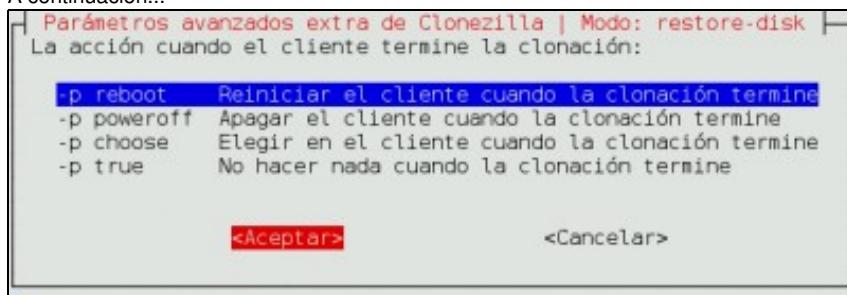 A continuación...
Parámetros avanzados extra de Clonezilla | Modo: restore-disk
La acción cuando el cliente termine la clonación:
-p reboot Reiniciar el cliente cuando la clonación termine
-p poweroff Apagar el cliente cuando la clonación termine
-p choose Elegir en el cliente cuando la clonación termine
-p true No hacer nada cuando la clonación termine
<Aceptar> <Cancelar>